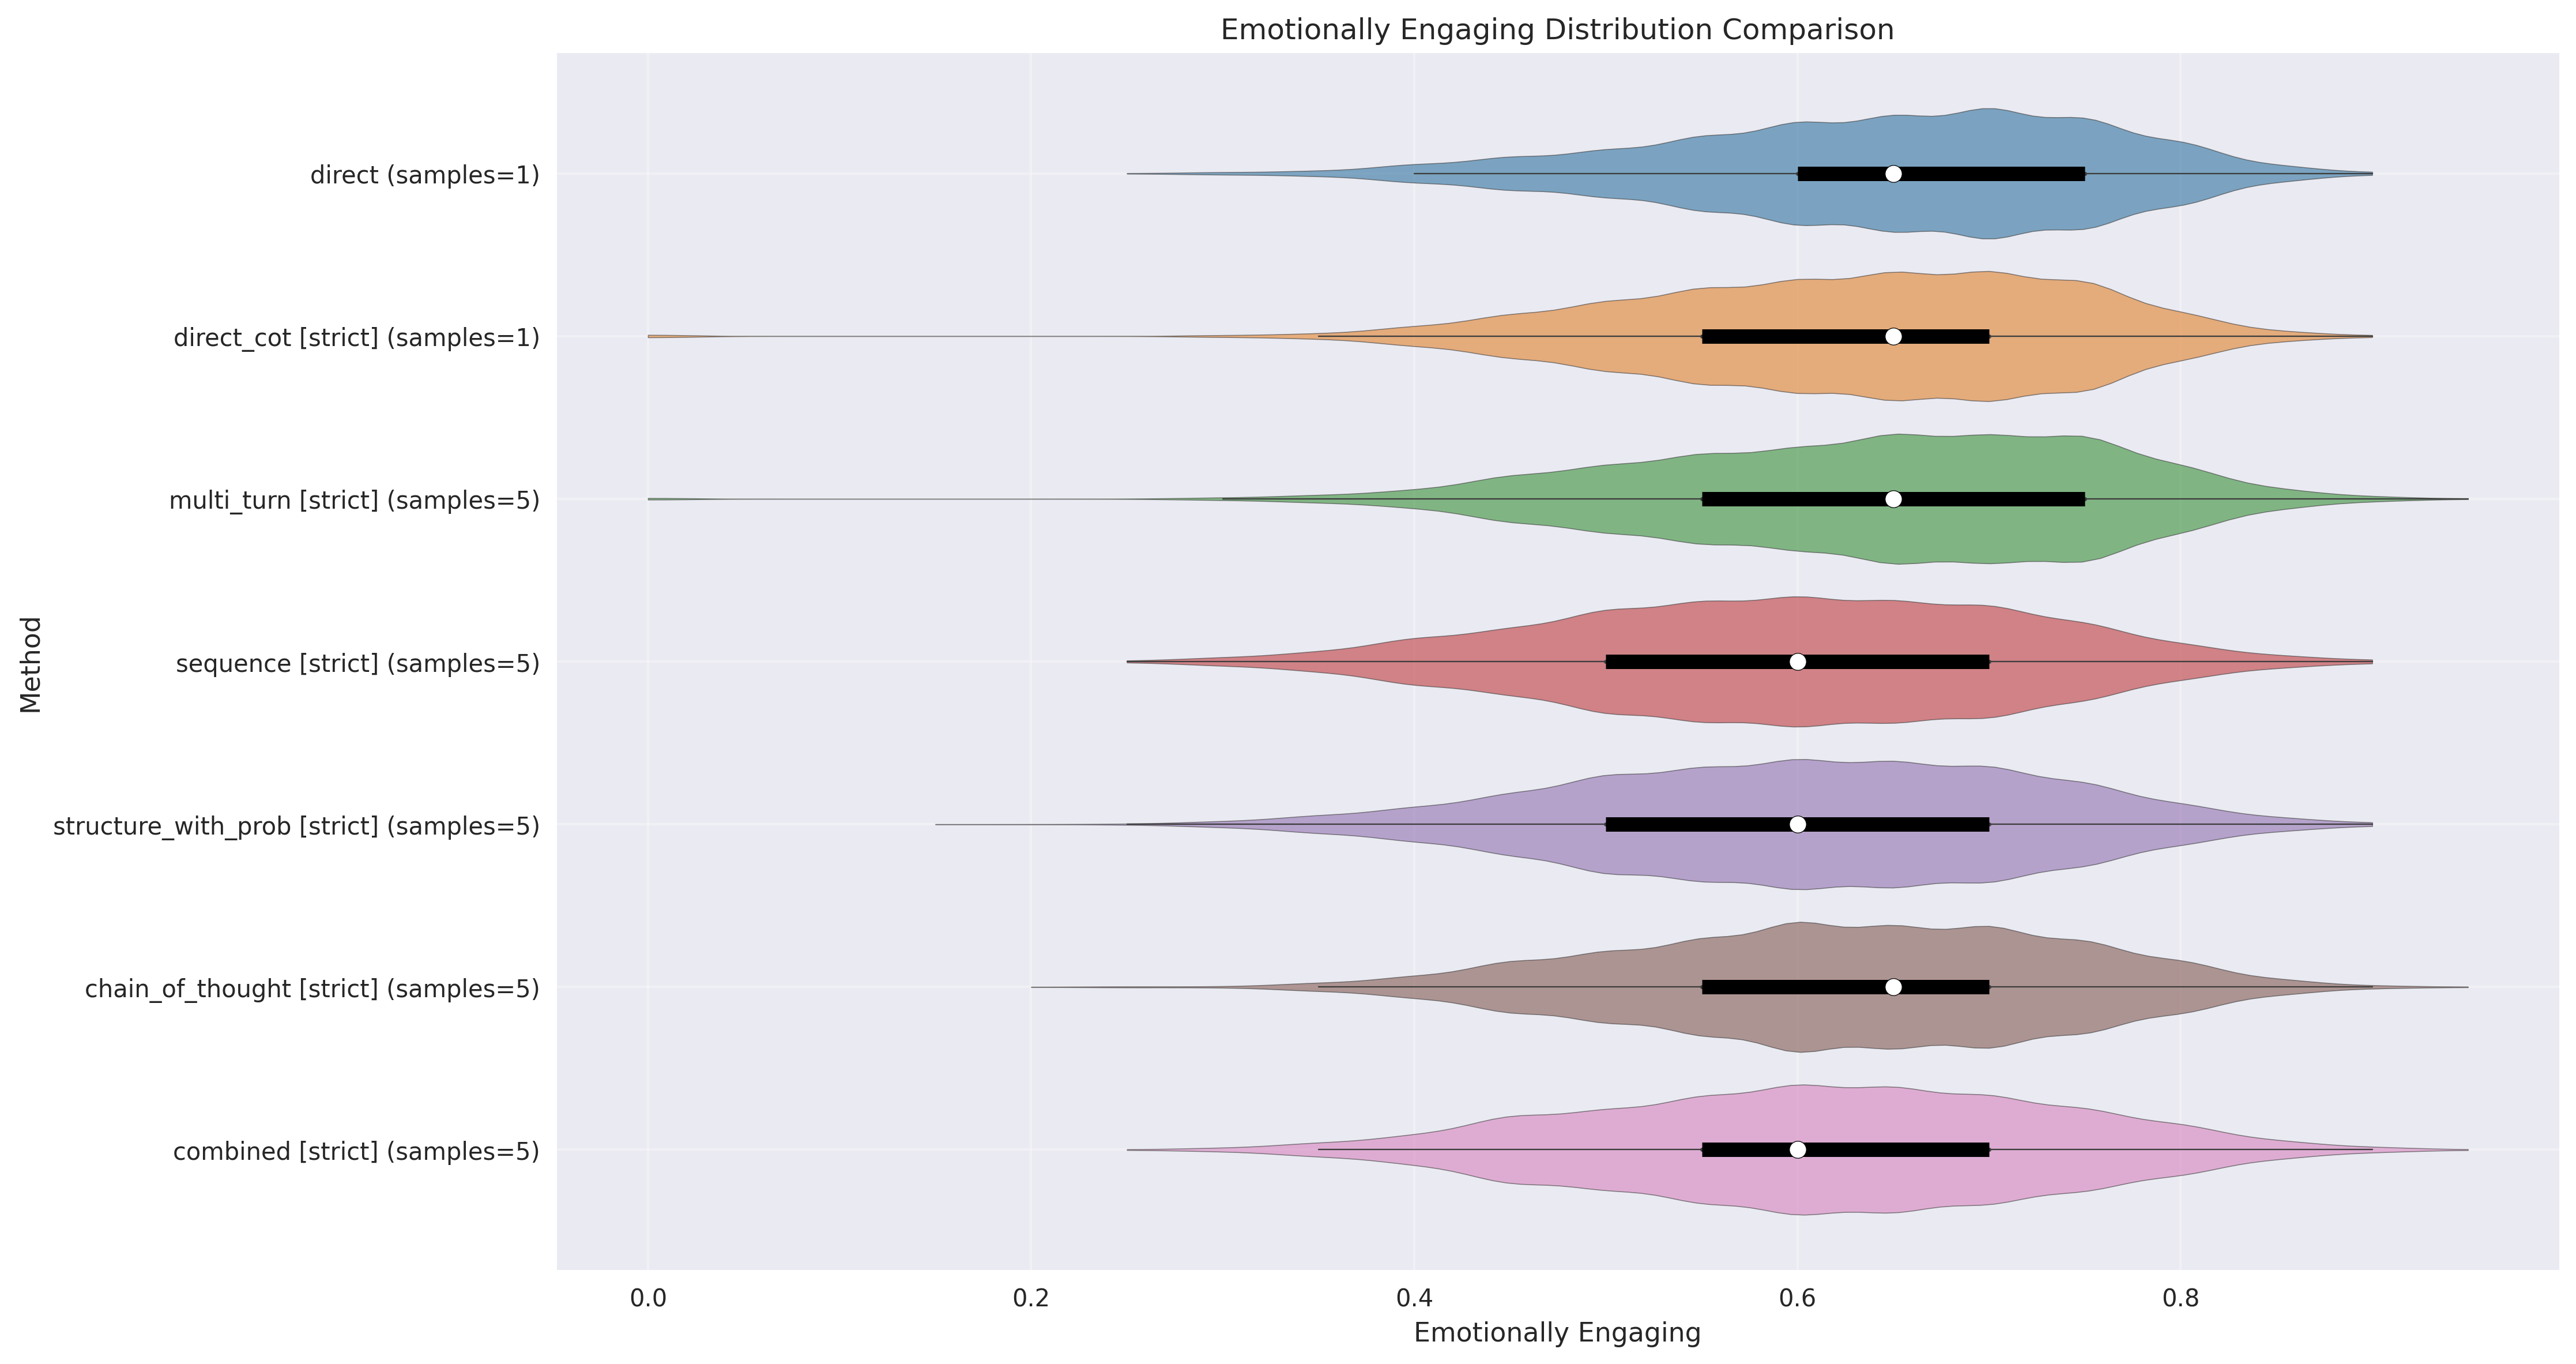 Emotionally Engaging Distribution Comparison
direct (samples=1)
direct_cot [strict] (samples=1)
multi_turn [strict] (samples=5)
sequence [strict] (samples=5)
structure_with_prob [strict] (samples=5)
chain_of_thought [strict] (samples=5)
combined [strict] (samples=5)
Method
0.0 0.2 0.4 0.6 0.8
Emotionally Engaging